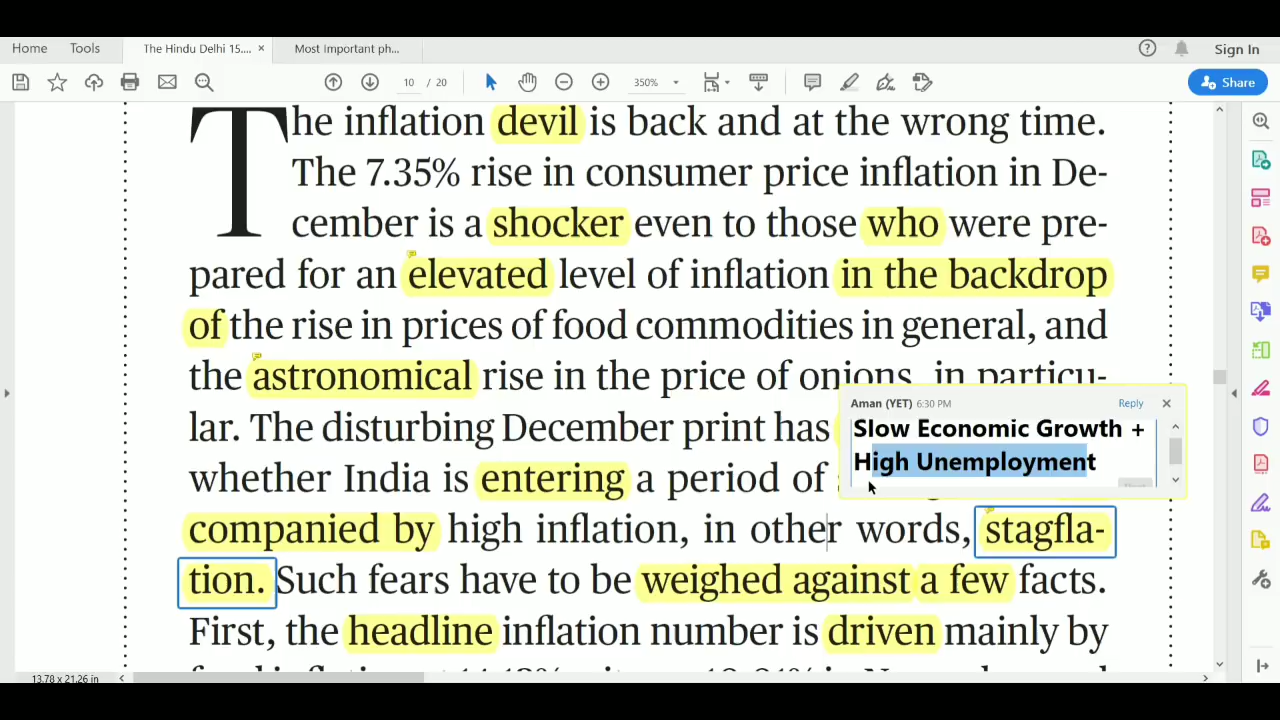 Home Tools The Hindu Delhi 15.... × Most Important ph... Sign In
10 / 20 350% Share
The inflation devil is back and at the wrong time.
The 7.35% rise in consumer price inflation in De-
cember is a shocker even to those who were pre-
pared for an elevated level of inflation in the backdrop
of the rise in prices of food commodities in general, and
the astronomical rise in the price of onions, in particu-
Aman (YET) 6:30 PM Reply
lar. The disturbing December print has
Slow Economic Growth +
High Unemployment
whether India is entering a period of
companied by high inflation, in other words, stagfla-
tion. Such fears have to be weighed against a few facts.
First, the headline inflation number is driven mainly by
13.78 x 21.26 in